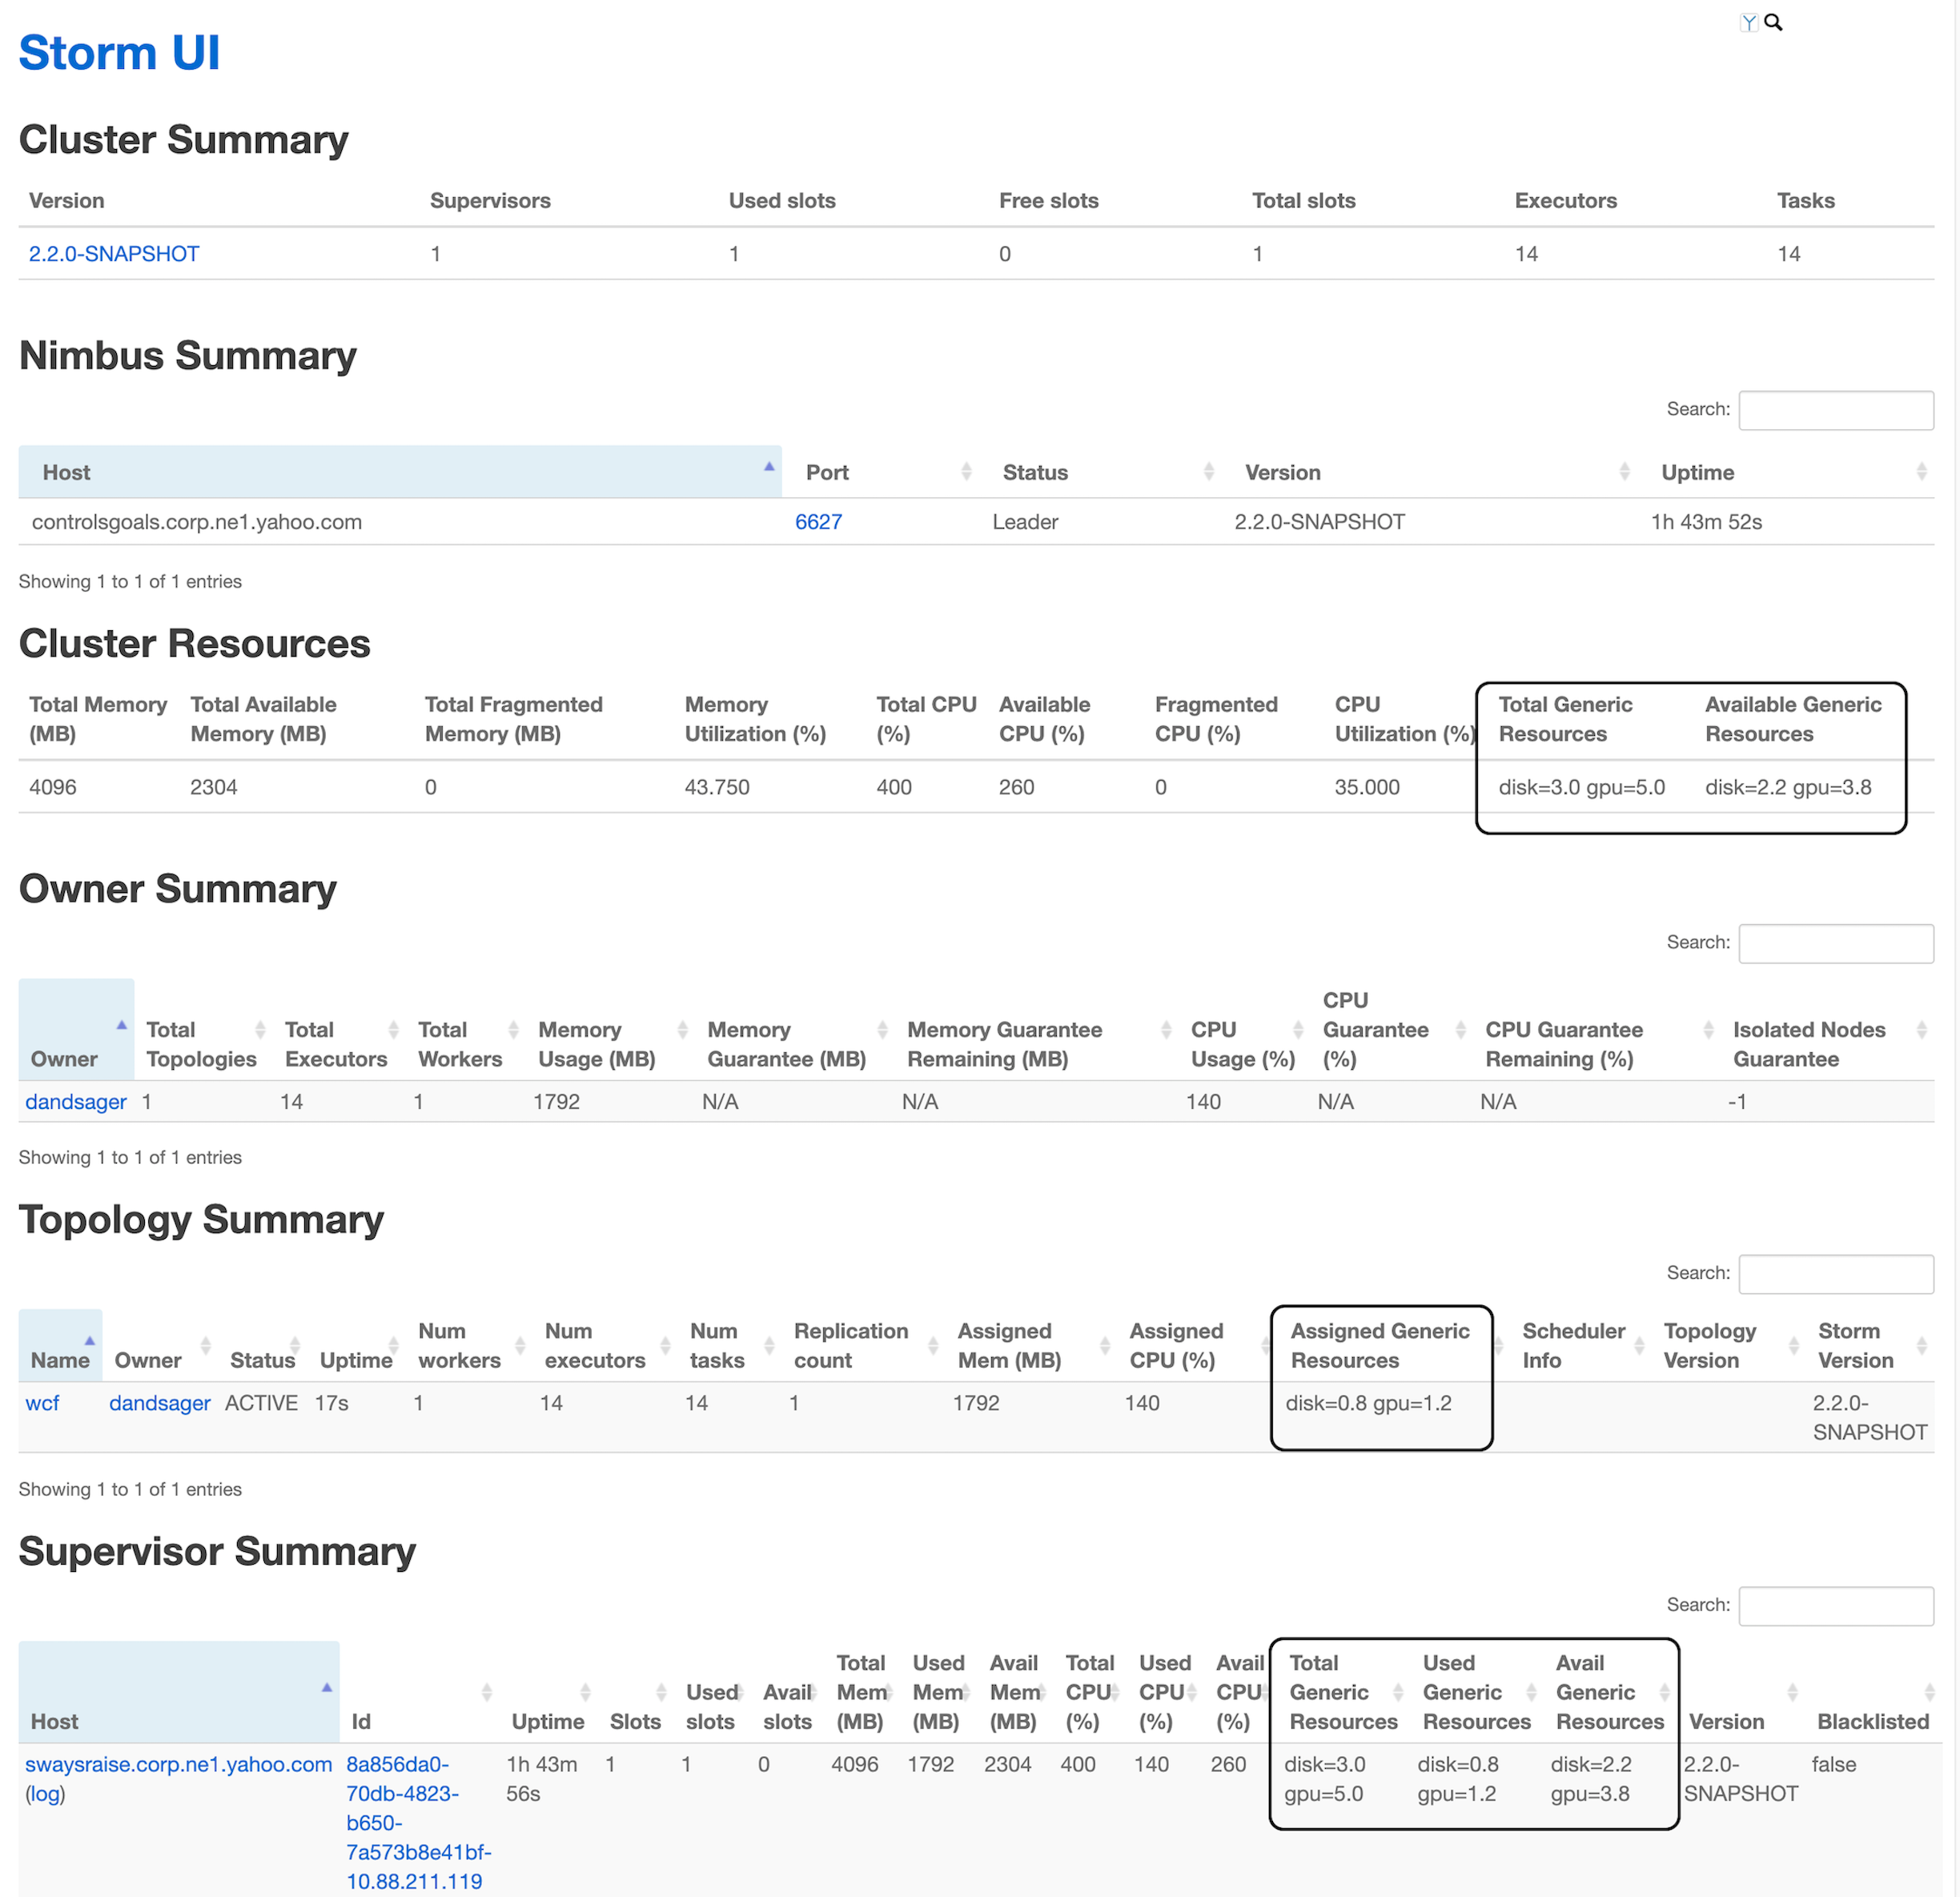 Y
Storm UI
Cluster Summary
Version Supervisors Used slots Free slots Total slots Executors Tasks
2.2.0-SNAPSHOT 1 1 0 1 14 14
Nimbus Summary
Search:
Host Port Status Version Uptime
controlsgoals.corp.ne1.yahoo.com 6627 Leader 2.2.0-SNAPSHOT 1h 43m 52s
Showing 1 to 1 of 1 entries
Cluster Resources
Total Memory (MB) Total Available Memory (MB) Total Fragmented Memory (MB) Memory Utilization (%) Total CPU (%) Available CPU (%) Fragmented CPU (%) CPU Utilization (%) Total Generic Resources Available Generic Resources
4096 2304 0 43.750 400 260 0 35.000 disk=3.0 gpu=5.0 disk=2.2 gpu=3.8
Owner Summary
Search:
Owner Total Topologies Total Executors Total Workers Memory Usage (MB) Memory Guarantee (MB) Memory Guarantee Remaining (MB) CPU Usage (%) CPU Guarantee (%) CPU Guarantee Remaining (%) Isolated Nodes Guarantee
dandsager 1 14 1 1792 N/A N/A 140 N/A N/A -1
Showing 1 to 1 of 1 entries
Topology Summary
Search:
Name Owner Status Uptime Num workers Num executors Num tasks Replication count Assigned Mem (MB) Assigned CPU (%) Assigned Generic Resources Scheduler Info Topology Version Storm Version
wcf dandsager ACTIVE 17s 1 14 14 1 1792 140 disk=0.8 gpu=1.2 2.2.0-SNAPSHOT
Showing 1 to 1 of 1 entries
Supervisor Summary
Search:
Host Id Uptime Slots Used slots Avail slots Total Mem (MB) Used Mem (MB) Avail Mem (MB) Total CPU (%) Used CPU (%) Avail CPU (%) Total Generic Resources Used Generic Resources Avail Generic Resources Version Blacklisted
swaysraise.corp.ne1.yahoo.com (log) 8a856da0-70db-4823-b650-7a573b8e41bf-10.88.211.119 1h 43m 56s 1 1 0 4096 1792 2304 400 140 260 disk=3.0 gpu=5.0 disk=0.8 gpu=1.2 disk=2.2 gpu=3.8 2.2.0-SNAPSHOT false